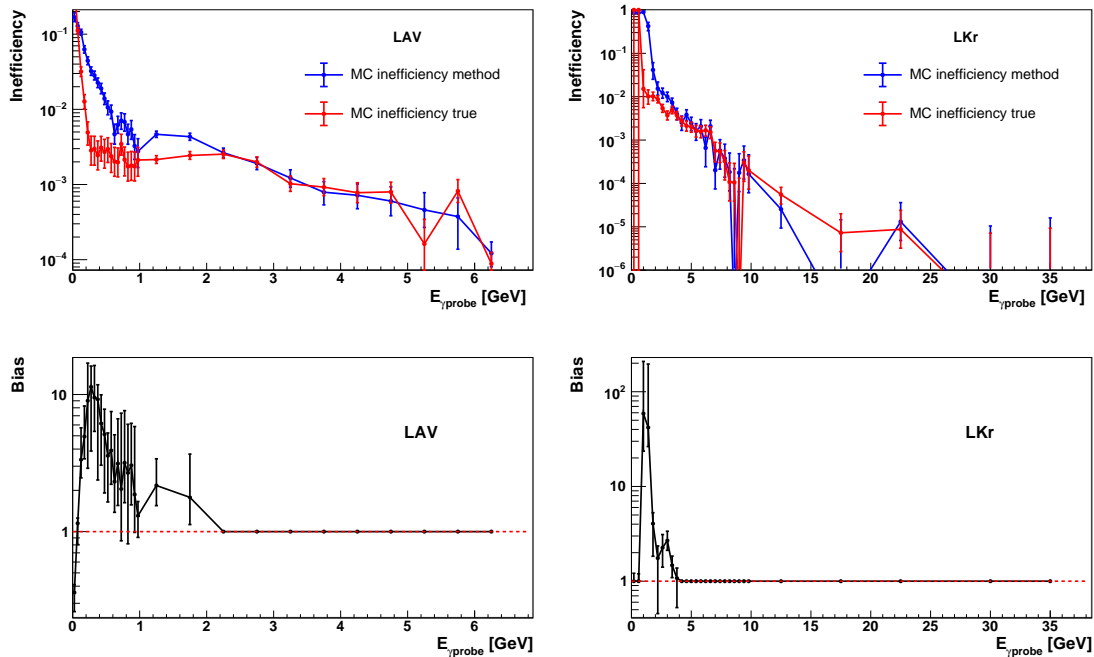 Inefficiency
10⁻¹
10⁻²
10⁻³
10⁻⁴
LAV
MC inefficiency method
MC inefficiency true
0 1 2 3 4 5 6
E_γprobe [GeV]
Inefficiency
1
10⁻¹
10⁻²
10⁻³
10⁻⁴
10⁻⁵
10⁻⁶
LKr
MC inefficiency method
MC inefficiency true
0 5 10 15 20 25 30 35
E_γprobe [GeV]
Bias
10
1
LAV
0 1 2 3 4 5 6
E_γprobe [GeV]
Bias
10²
10
1
LKr
0 5 10 15 20 25 30 35
E_γprobe [GeV]